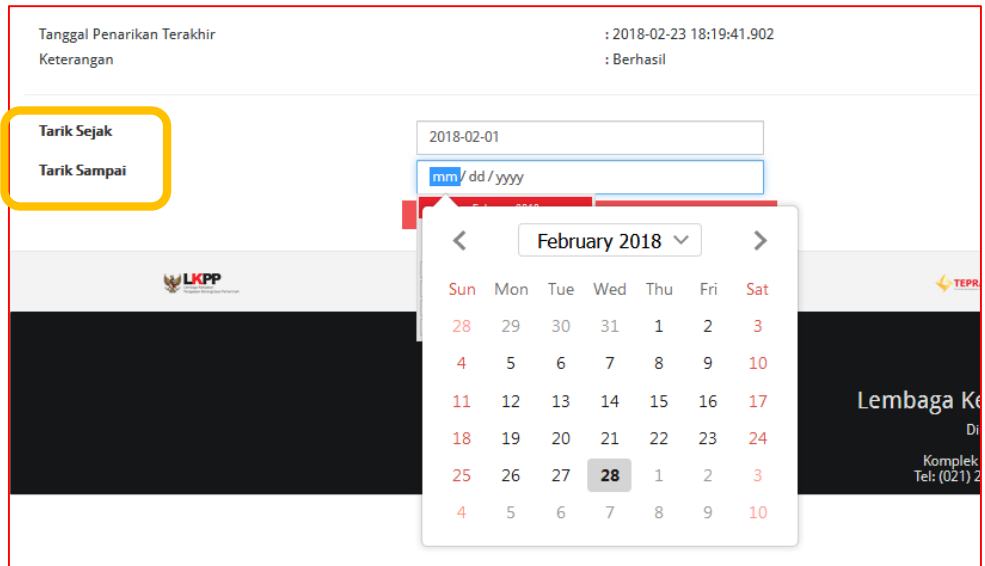 Tanggal Penarikan Terakhir : 2018-02-23 18:19:41.902
Keterangan : Berhasil
Tarik Sejak 2018-02-01
Tarik Sampai mm / dd / yyyy
February 2018
Sun Mon Tue Wed Thu Fri Sat
28 29 30 31 1 2 3
4 5 6 7 8 9 10
11 12 13 14 15 16 17
18 19 20 21 22 23 24
25 26 27 28 1 2 3
4 5 6 7 8 9 10
LKPP
TEPR
Lembaga Ke
Di
Komplek
Tel: (021) 2